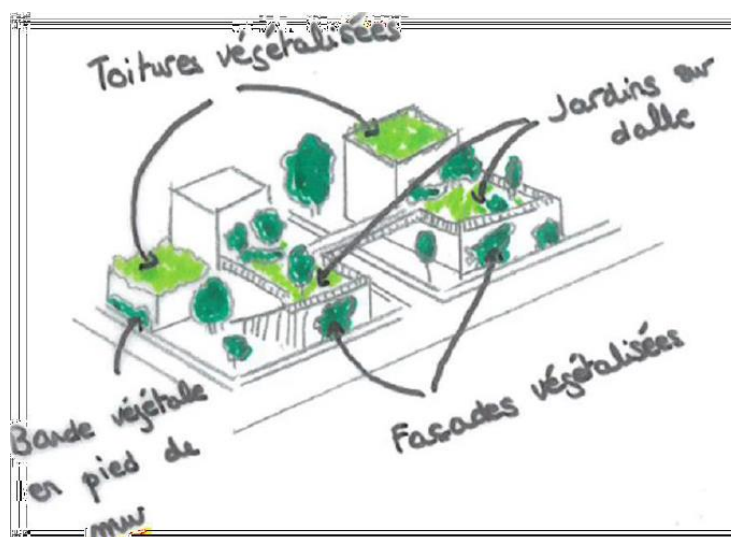 Toitures végétalisées
Jardins sur
dalle
Façades végétalisées
Bande végétale
en pied de
mur